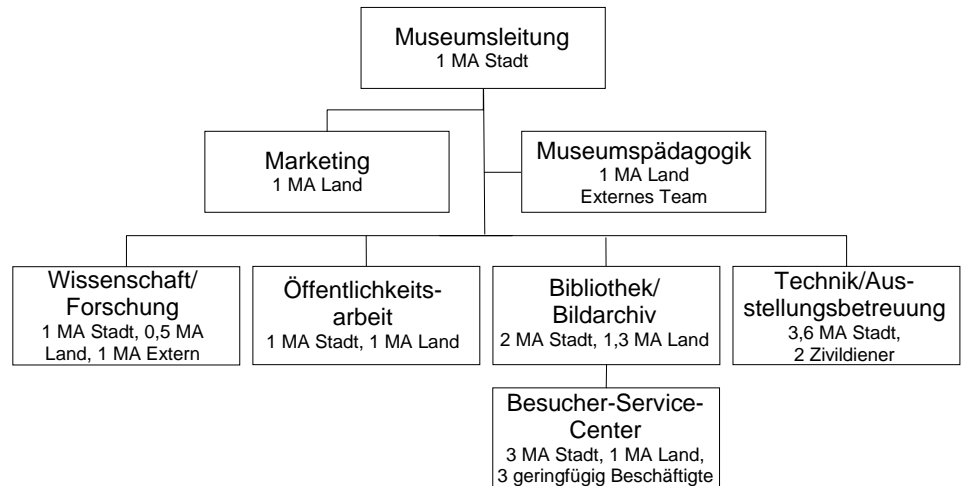 Museumsleitung
1 MA Stadt
Marketing
1 MA Land
Museumspädagogik
1 MA Land
Externes Team
Wissenschaft/
Forschung
1 MA Stadt, 0,5 MA
Land, 1 MA Extern
Öffentlichkeits-
arbeit
1 MA Stadt, 1 MA Land
Bibliothek/
Bildarchiv
2 MA Stadt, 1,3 MA Land
Technik/Aus-
stellungsbetreuung
3,6 MA Stadt,
2 Zivildiener
Besucher-Service-
Center
3 MA Stadt, 1 MA Land,
3 geringfügig Beschäftigte